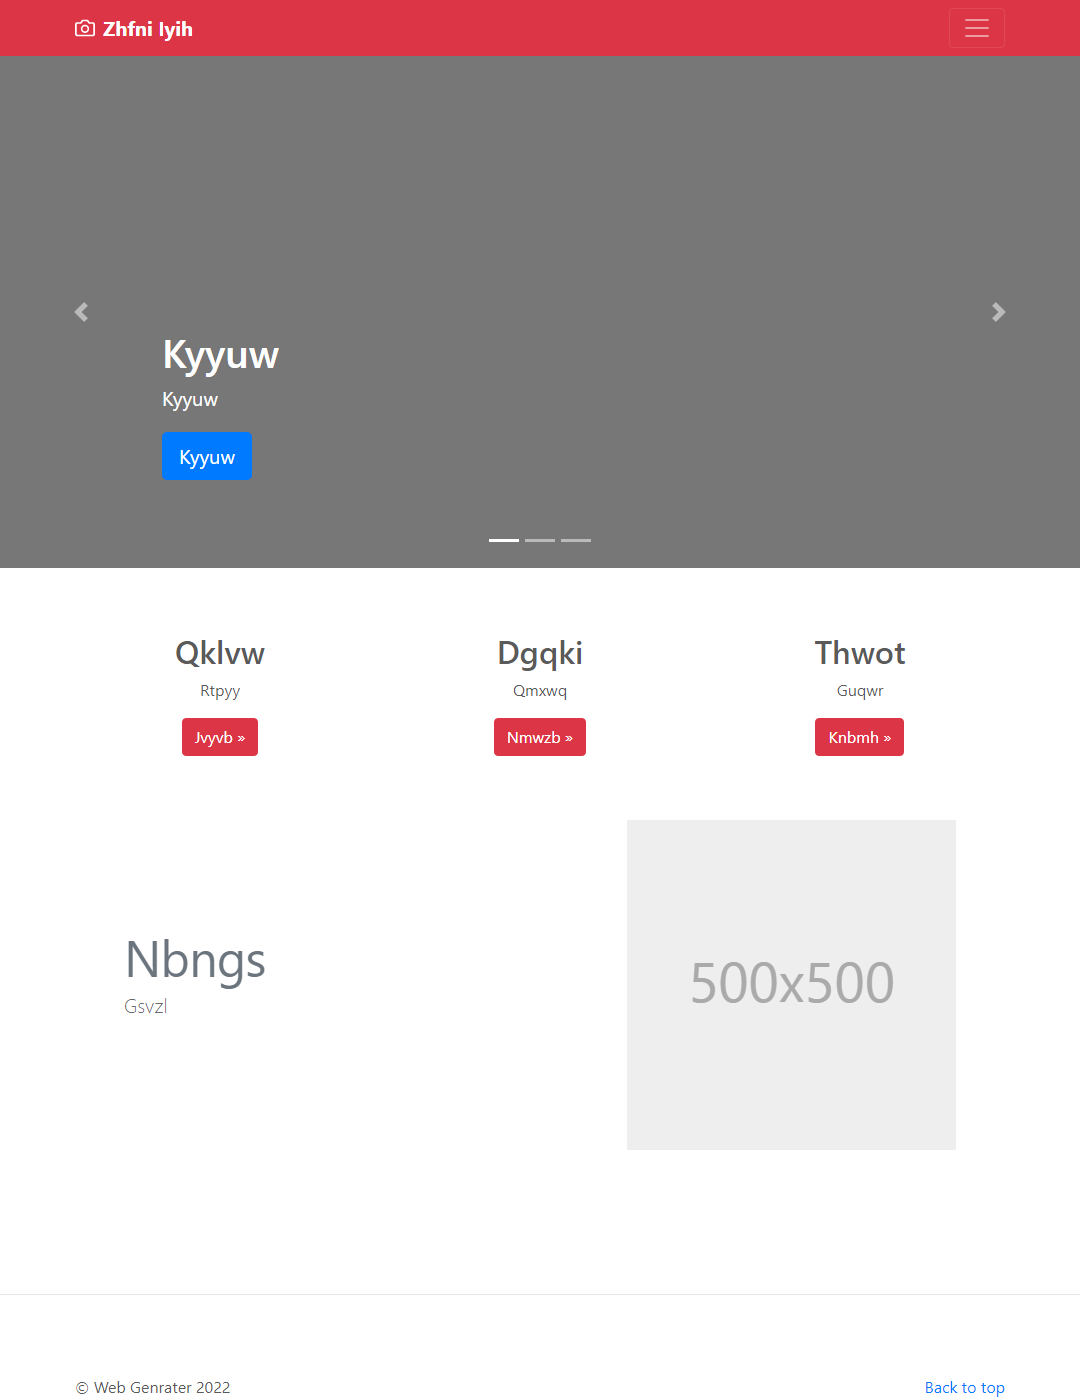 Zhfni Iyih
Kyyuw
Kyyuw
Kyyuw
Qklvw
Rtpyy
Jvyvb »
Dgqki
Qmxwq
Nmwzb »
Thwot
Guqwr
Knbmh »
Nbngs
Gsvzl
500x500
© Web Genrater 2022
Back to top